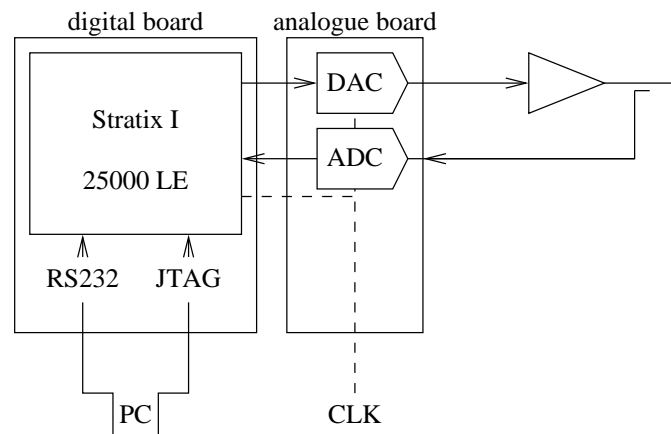 digital board
analogue board
DAC
Stratix I
ADC
25000 LE
RS232
JTAG
PC
CLK